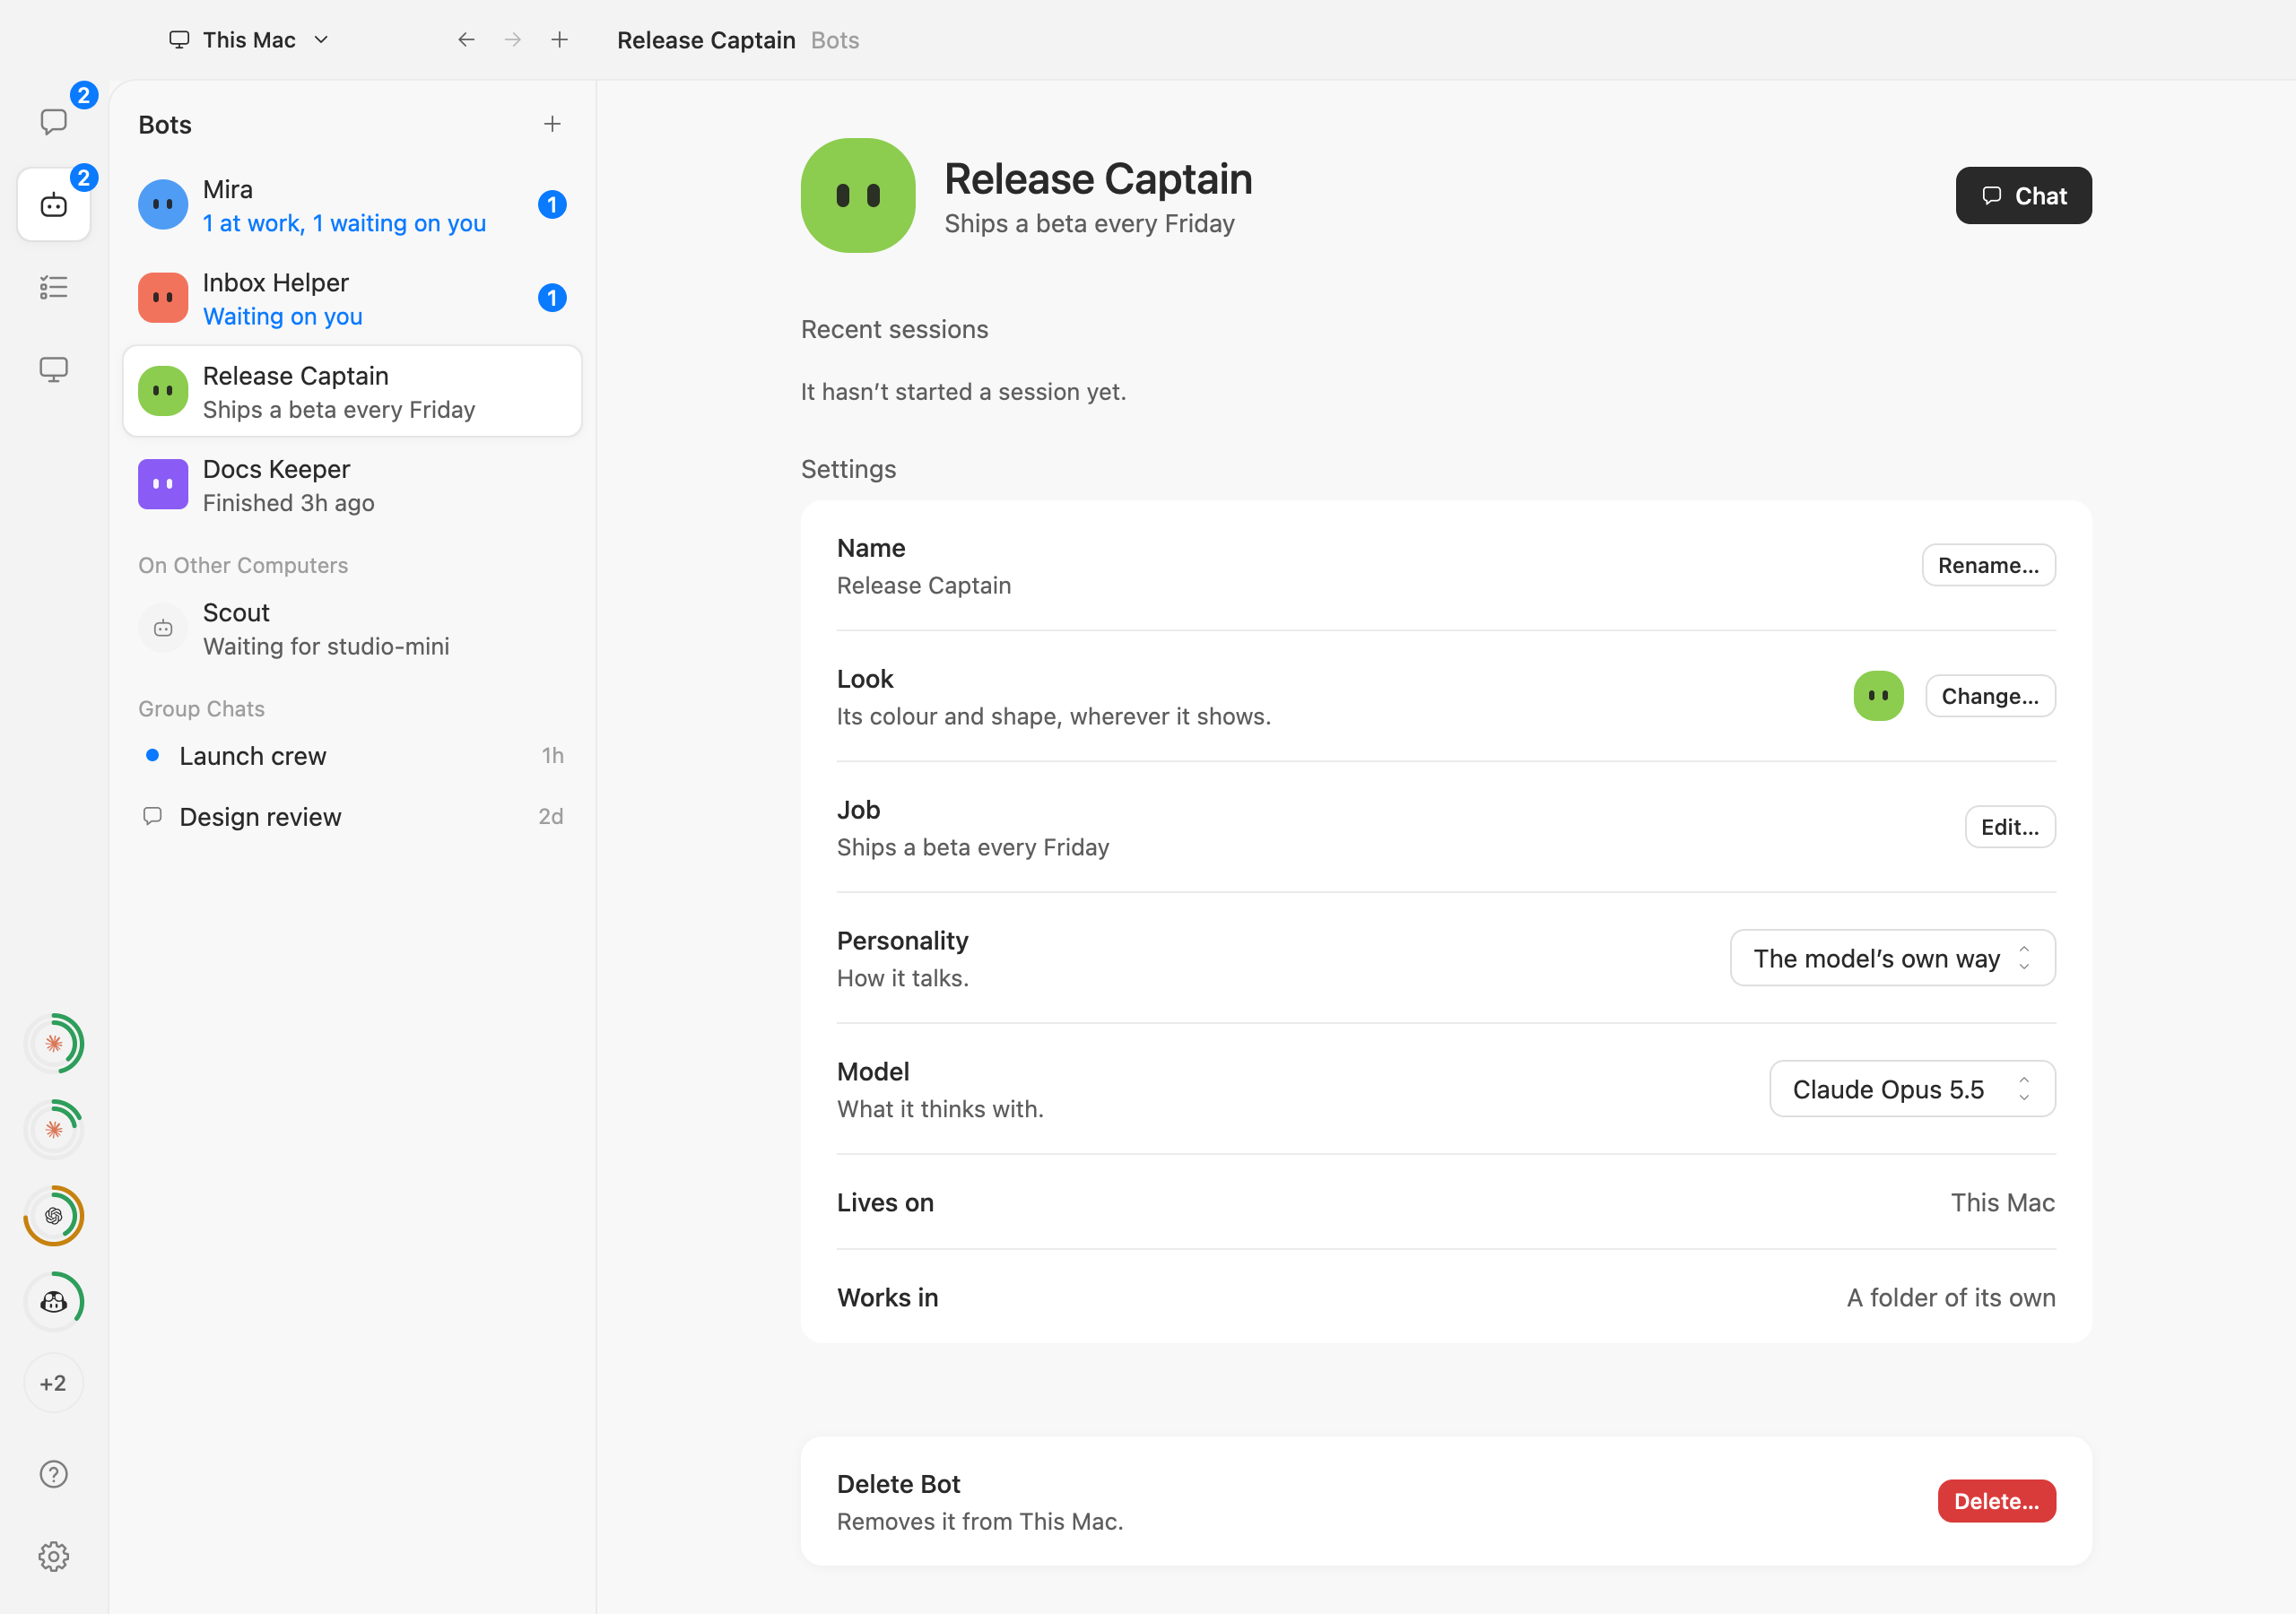 This Mac
Release Captain Bots
2
2
Bots
Mira
1 at work, 1 waiting on you
1
Inbox Helper
Waiting on you
1
Release Captain
Ships a beta every Friday
Docs Keeper
Finished 3h ago
On Other Computers
Scout
Waiting for studio-mini
Group Chats
Launch crew 1h
Design review 2d
+2
Release Captain
Ships a beta every Friday
Chat
Recent sessions
It hasn’t started a session yet.
Settings
Name
Release Captain
Rename...
Look
Its colour and shape, wherever it shows.
Change...
Job
Ships a beta every Friday
Edit...
Personality
How it talks.
The model’s own way
Model
What it thinks with.
Claude Opus 5.5
Lives on This Mac
Works in A folder of its own
Delete Bot
Removes it from This Mac.
Delete...